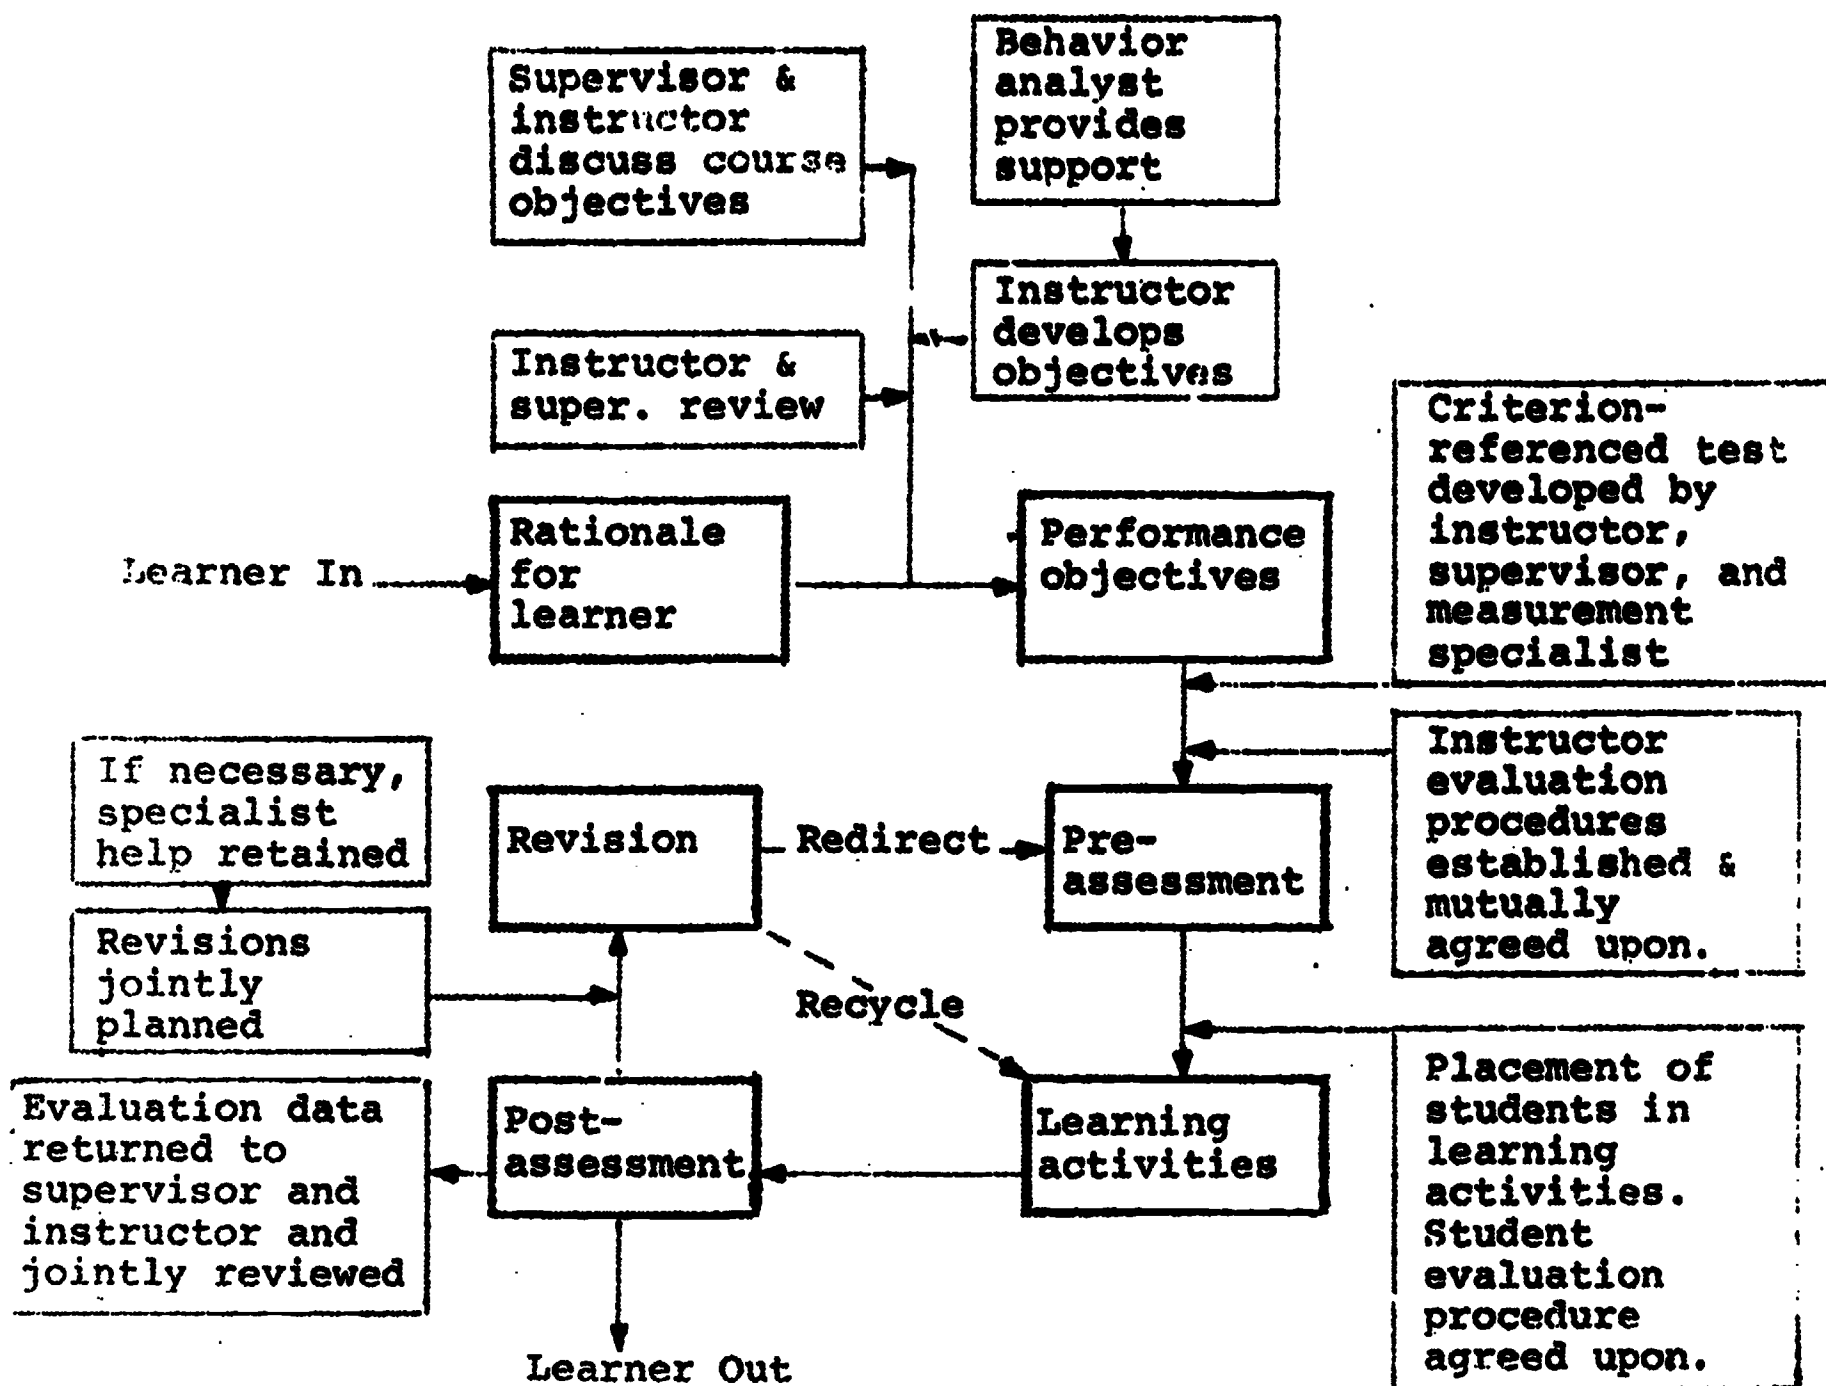 Supervisor &
instructor
discuss course
objectives
Behavior
analyst
provides
support
Instructor
develops
objectives
Instructor &
super. review
Learner In
Rationale
for
learner
Performance
objectives
Criterion-
referenced test
developed by
instructor,
supervisor, and
measurement
specialist
Instructor
evaluation
procedures
established &
mutually
agreed upon.
If necessary,
specialist
help retained
Revision
Redirect
Pre-
assessment
Revisions
jointly
planned
Recycle
Evaluation data
returned to
supervisor and
instructor and
jointly reviewed
Post-
assessment
Learning
activities
Placement of
students in
learning
activities.
Student
evaluation
procedure
agreed upon.
Learner Out